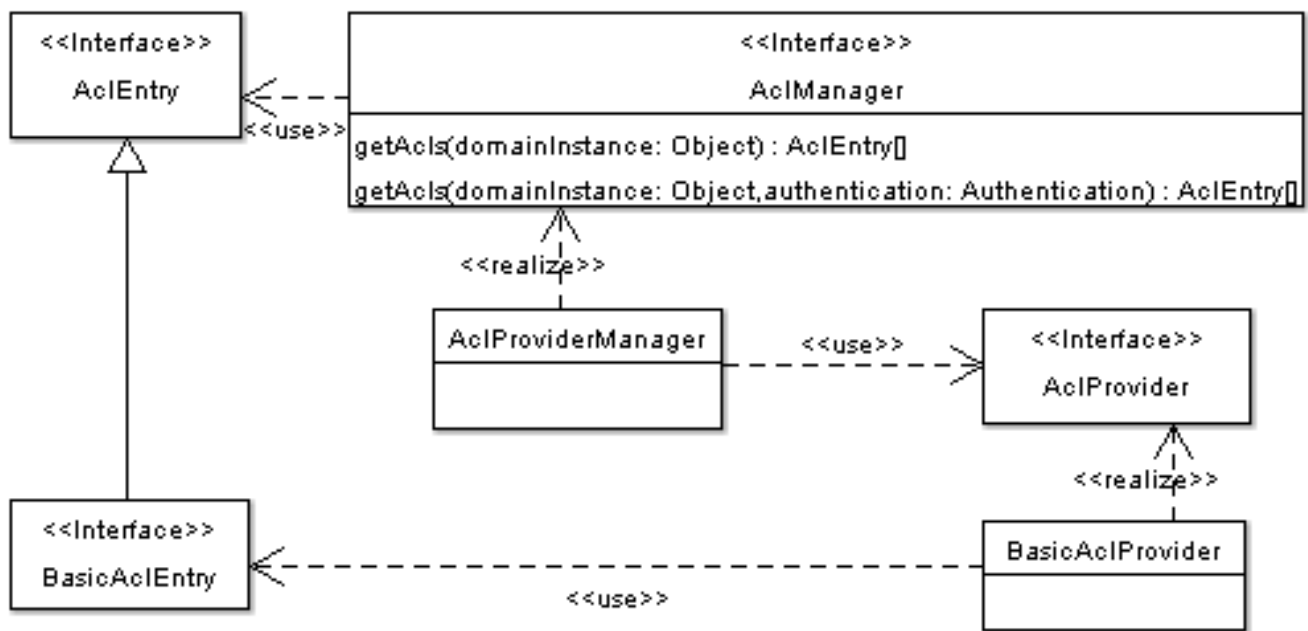 <<Interface>>
AclEntry
<<use>>
<<Interface>>
AclManager
getAcls(domainInstance: Object) : AclEntry[]
getAcls(domainInstance: Object,authentication: Authentication) : AclEntry[]
<<realize>>
AclProviderManager
<<use>>
<<Interface>>
AclProvider
<<realize>>
<<Interface>>
BasicAclEntry
<<use>>
BasicAclProvider